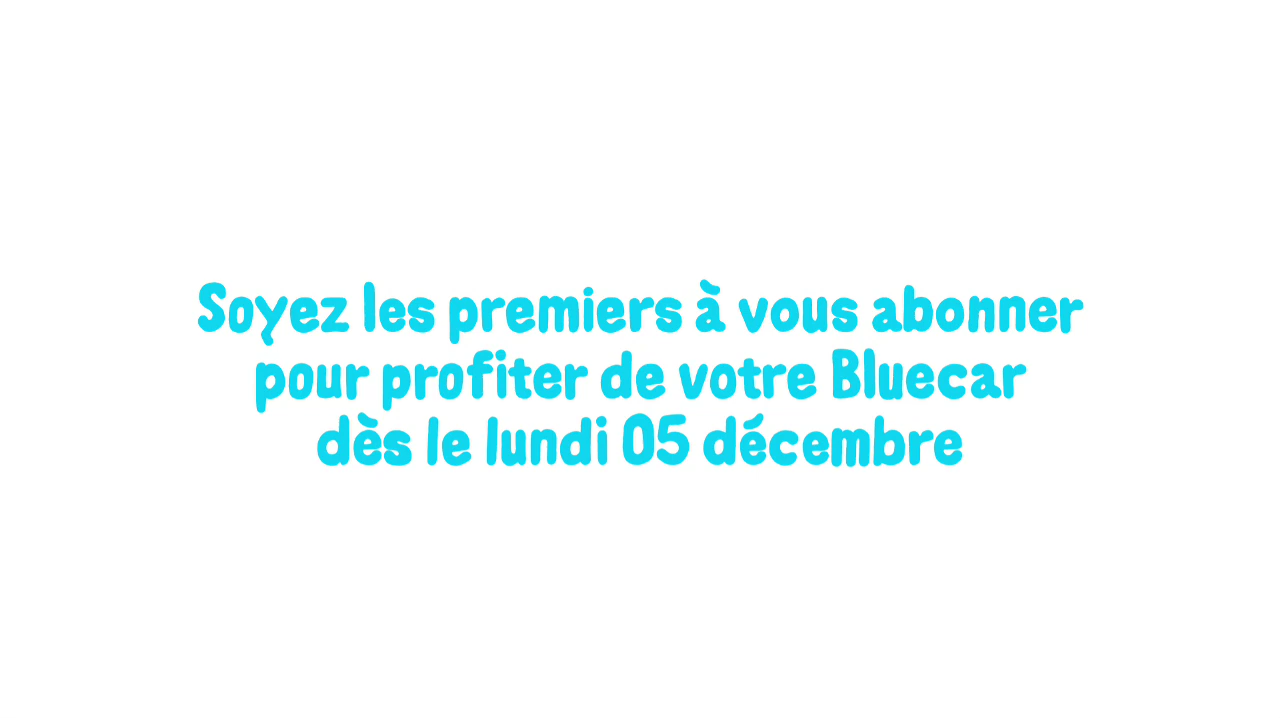 Soyez les premiers à vous abonner
pour profiter de votre Bluecar
dès le lundi 05 décembre